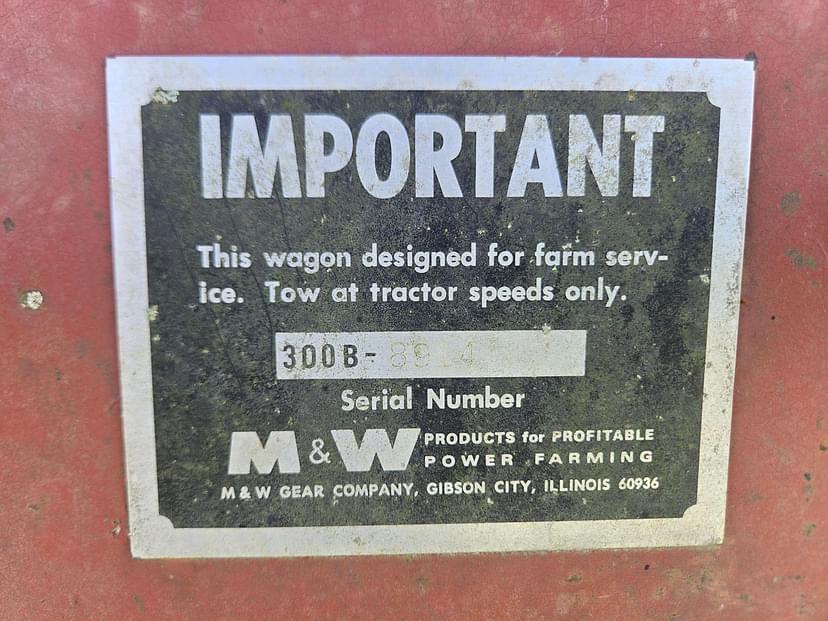 IMPORTANT
This wagon designed for farm serv-
ice. Tow at tractor speeds only.
300B-
Serial Number
M & W PRODUCTS for PROFITABLE
POWER FARMING
M & W GEAR COMPANY, GIBSON CITY, ILLINOIS 60936